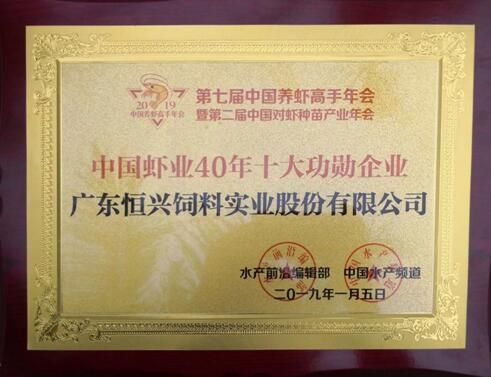 2019
中国养虾高手年会
第七届中国养虾高手年会
暨第二届中国对虾种苗产业年会
中国虾业40年十大功勋企业
广东恒兴饲料实业股份有限公司
水产前沿编辑部 中国水产频道
二〇一九年一月五日